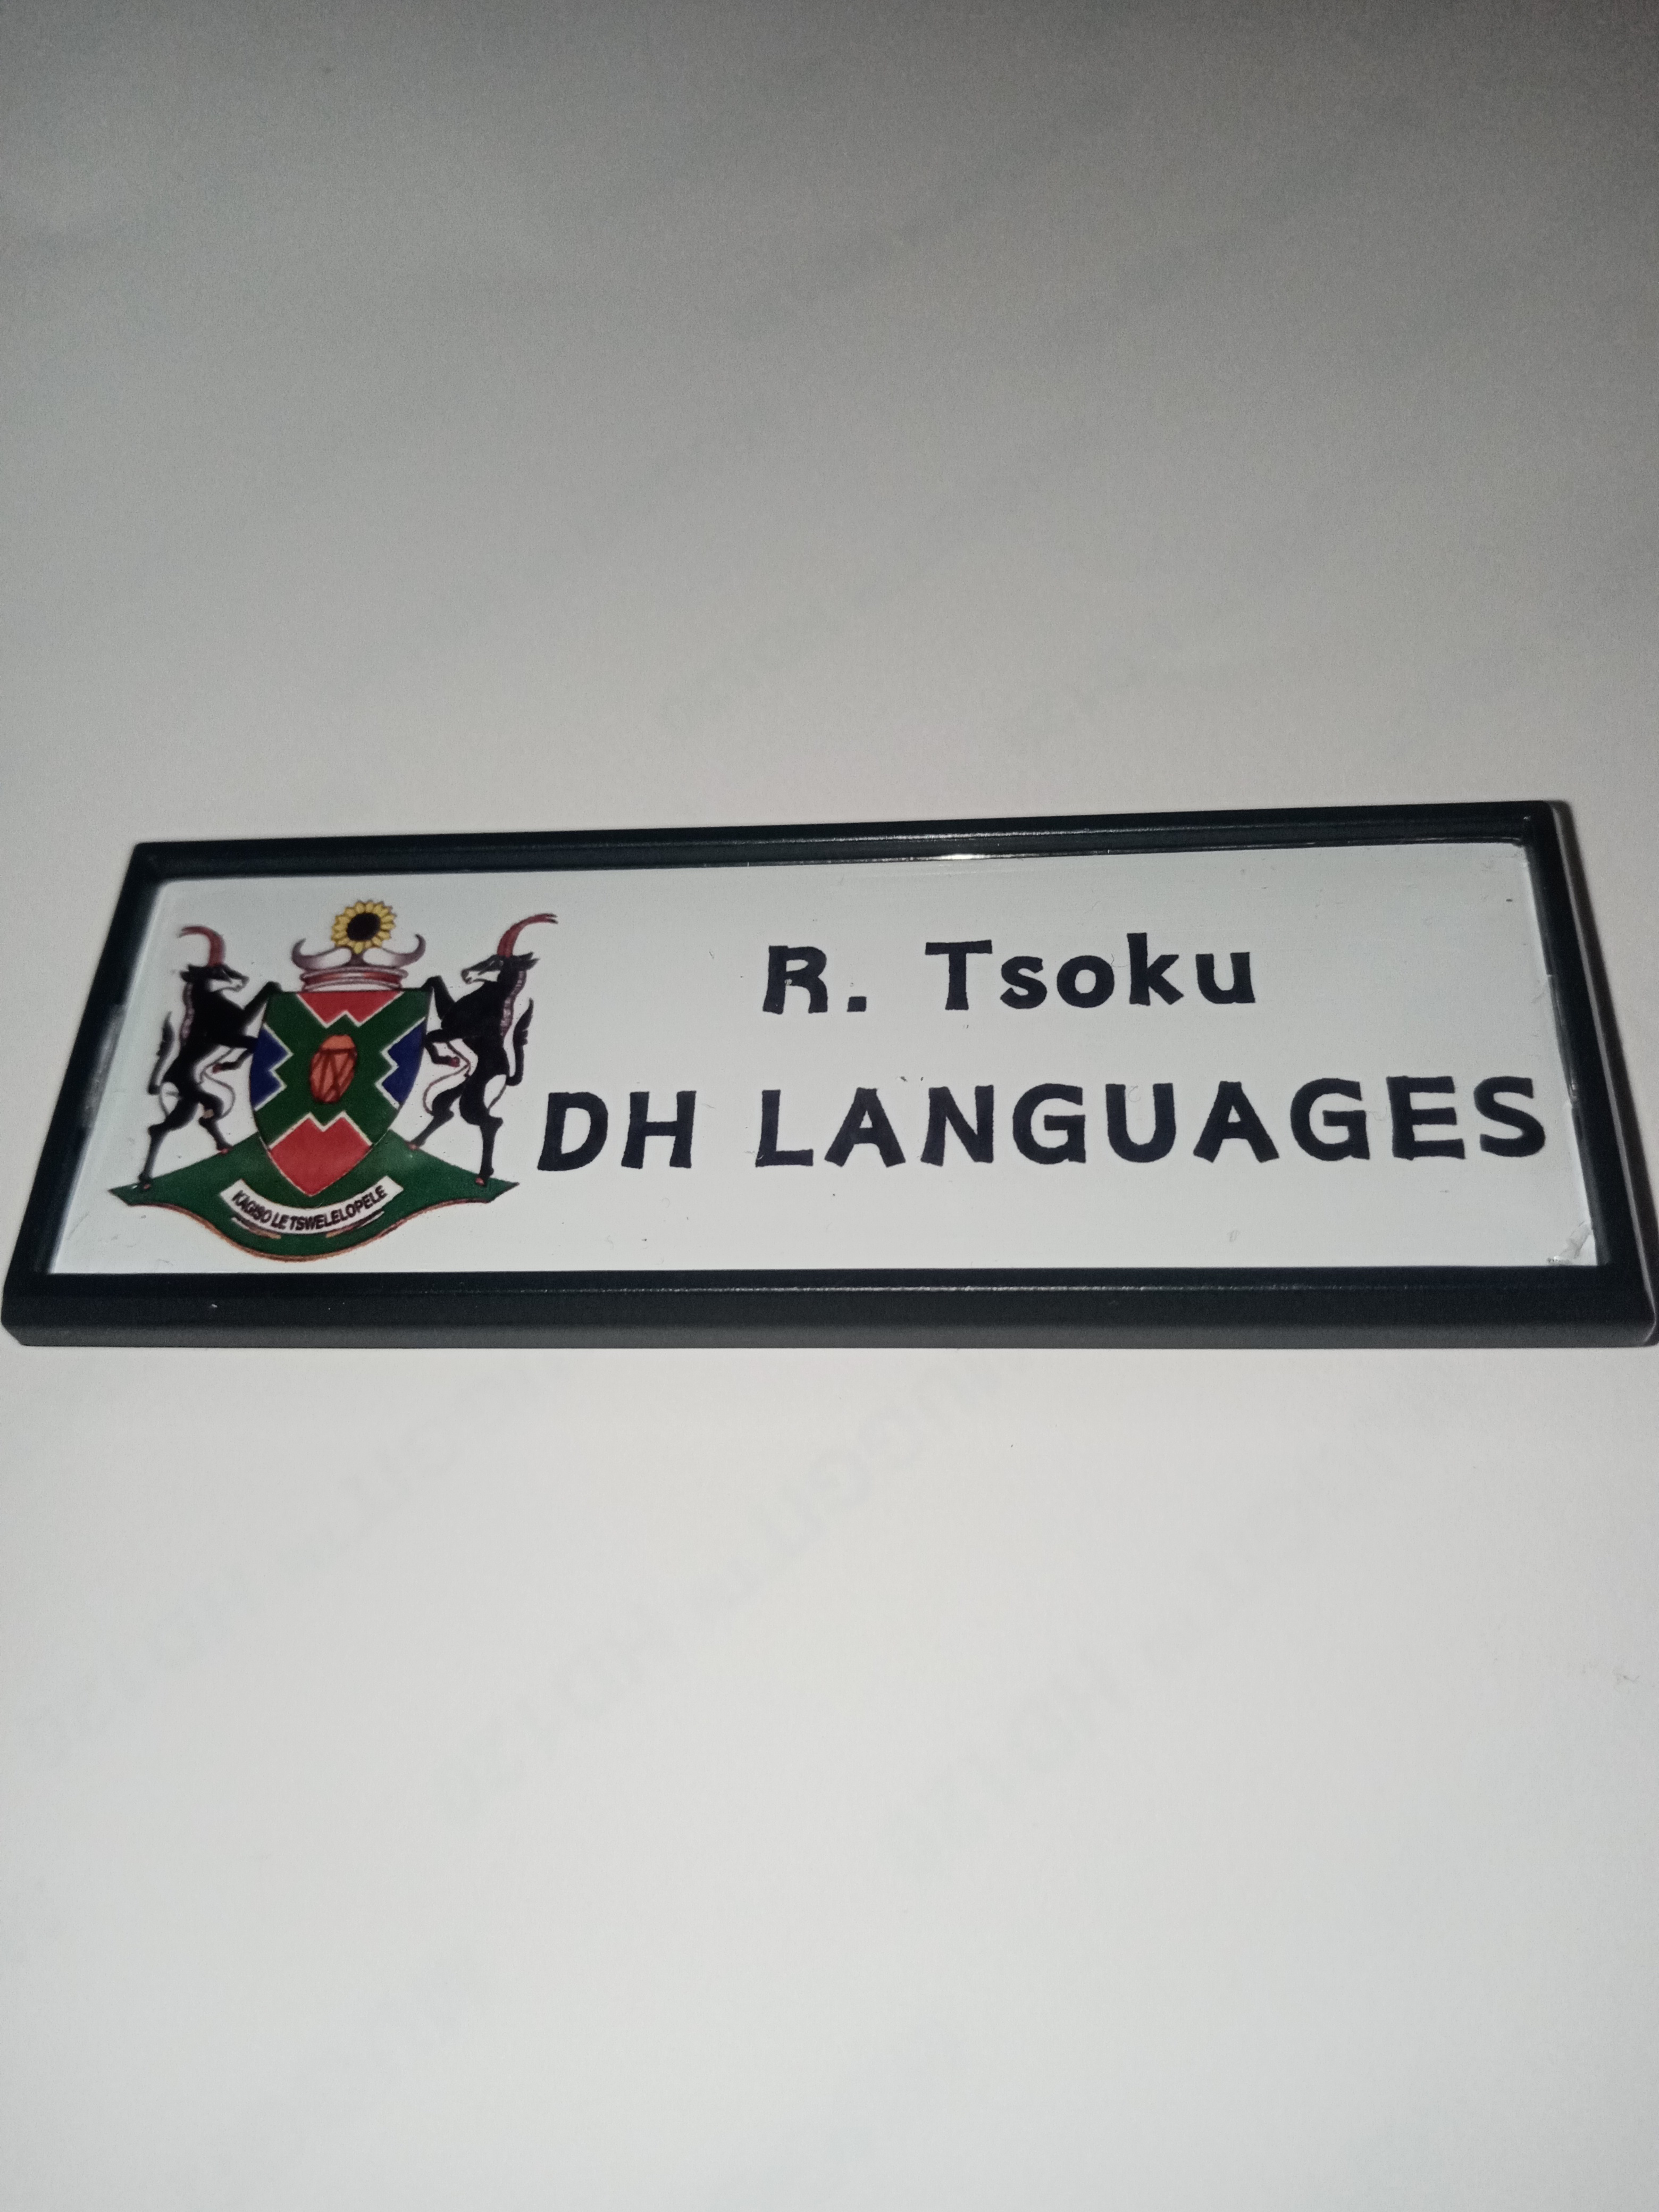 R. Tsoku
DH LANGUAGES
KAGISO LE TSWELELOPELE